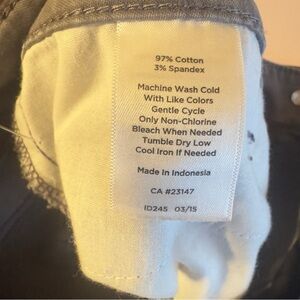 97% Cotton
3% Spandex
Machine Wash Cold
With Like Colors
Gentle Cycle
Only Non-Chlorine
Bleach When Needed
Tumble Dry Low
Cool Iron If Needed
Made In Indonesia
CA #23147
ID245 03/15